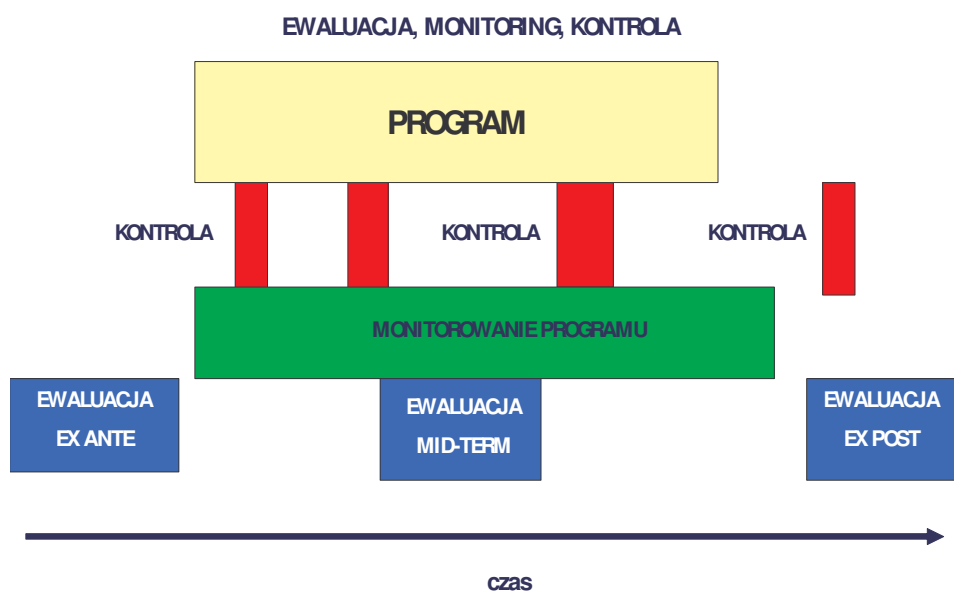 EWALUACJA, MONITORING, KONTROLA
PROGRAM
KONTROLA
KONTROLA
KONTROLA
MONITOROWANIE PROGRAMU
EWALUACJA
EX ANTE
EWALUACJA
MID-TERM
EWALUACJA
EX POST
czas